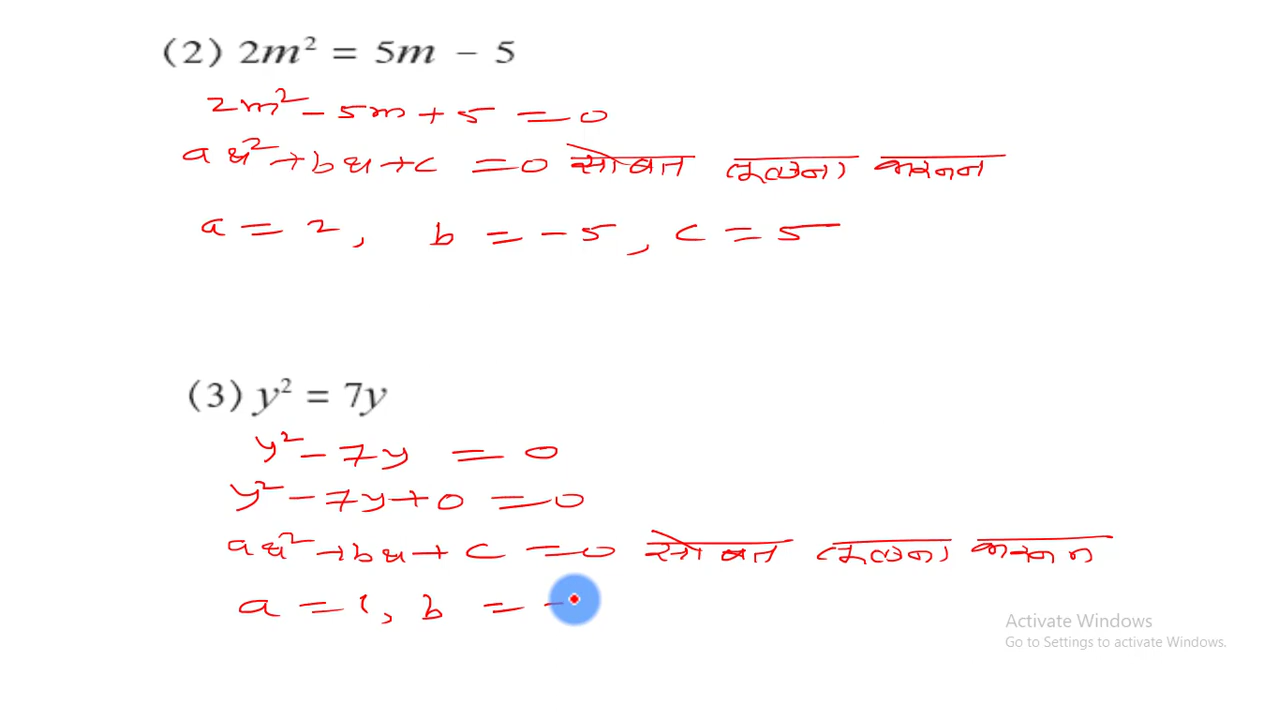 (2) 2m² = 5m – 5
2m² – 5m + 5 = 0
ax² + bx + c = 0 सोबत तूलना करून
a = 2, b = –5, c = 5
(3) y² = 7y
y² – 7y = 0
y² – 7y + 0 = 0
ax² + bx + c = 0 सोबत तूलना करून
a = 1, b = –
Activate Windows
Go to Settings to activate Windows.